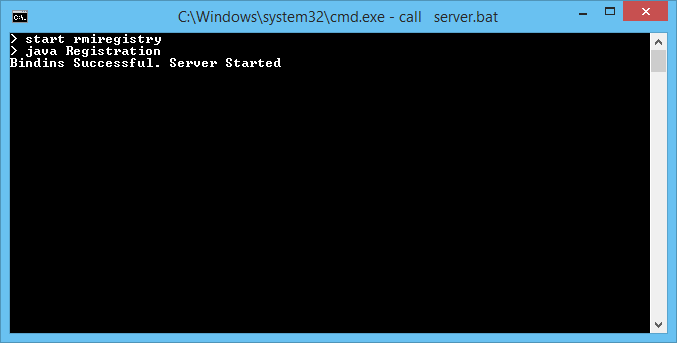 C:\Windows\system32\cmd.exe - call  server.bat
> start rmiregistry
> java Registration
Bindins Successful. Server Started